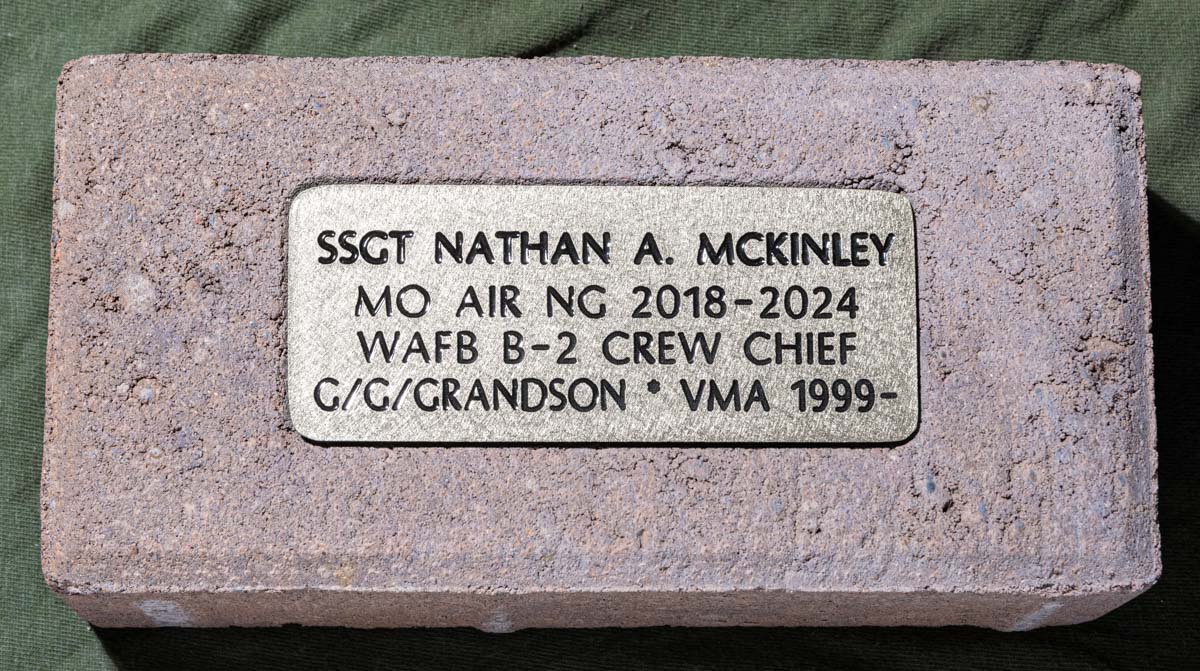 SSGT NATHAN A. MCKINLEY
MO AIR NG 2018-2024
WAFB B-2 CREW CHIEF
G/G/GRANDSON * VMA 1999-